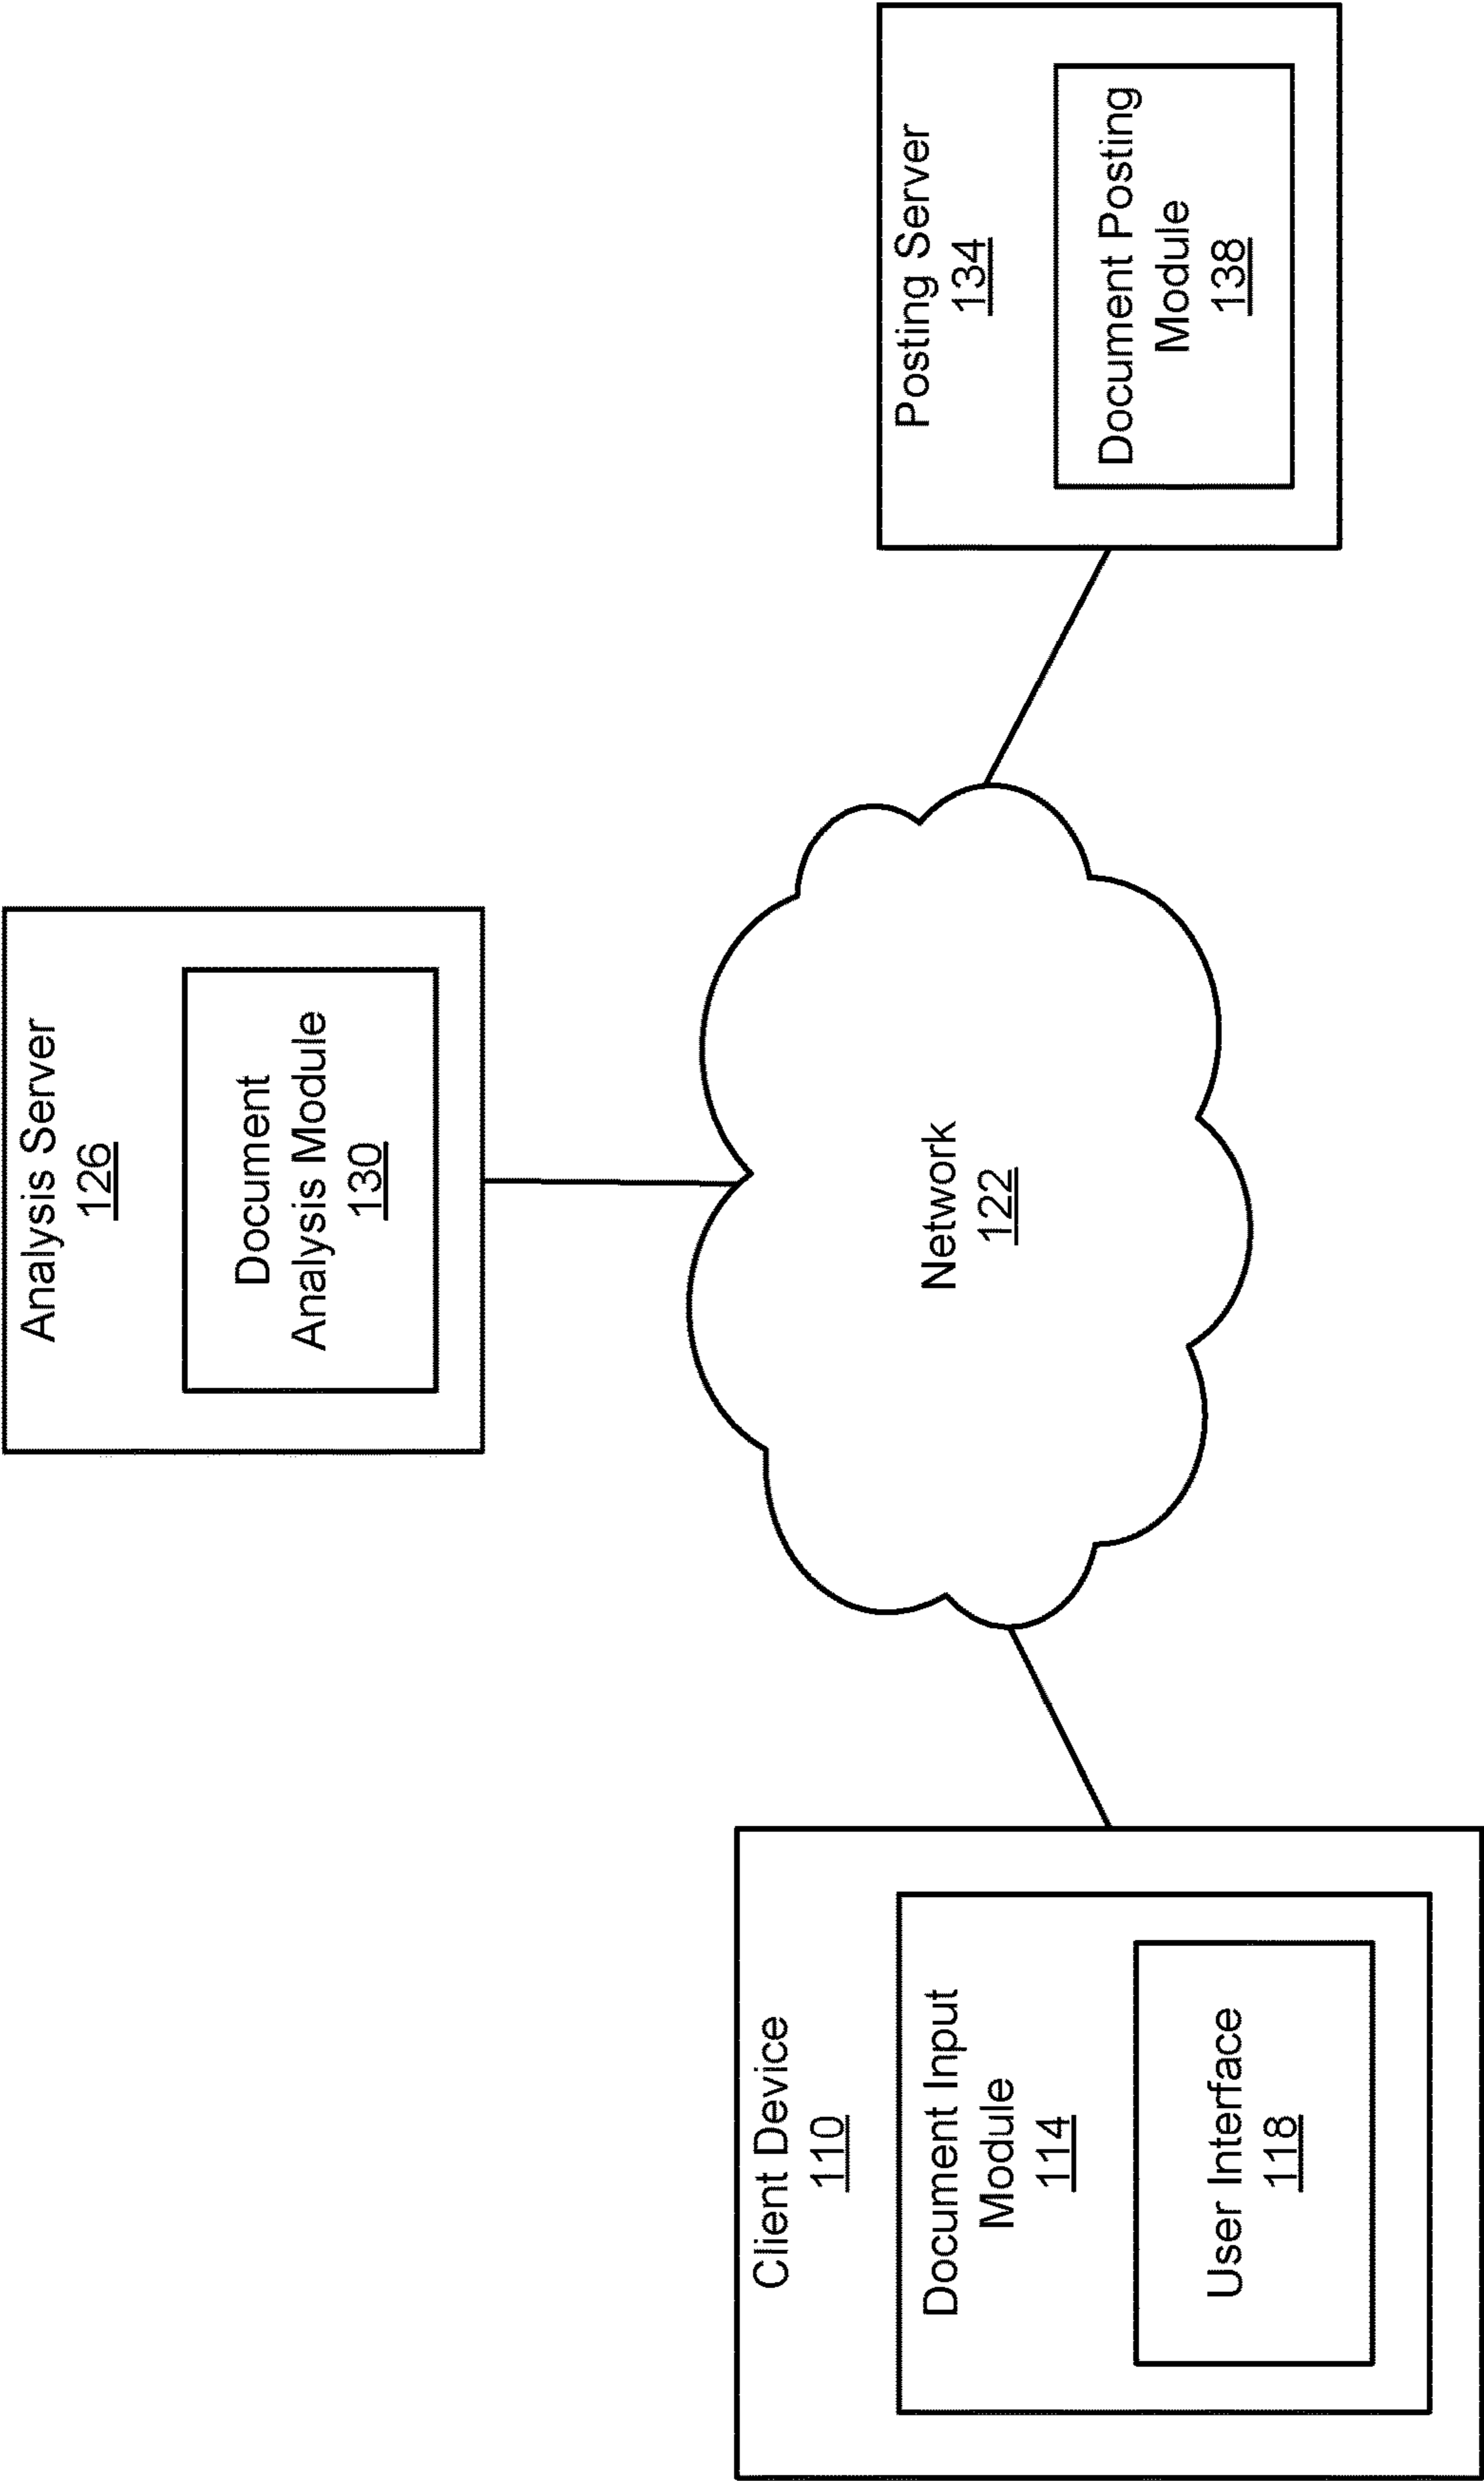 Analysis Server
126
Document
Analysis Module
130
Client Device
110
Document Input
Module
114
User Interface
118
Network
122
Posting Server
134
Document Posting
Module
138